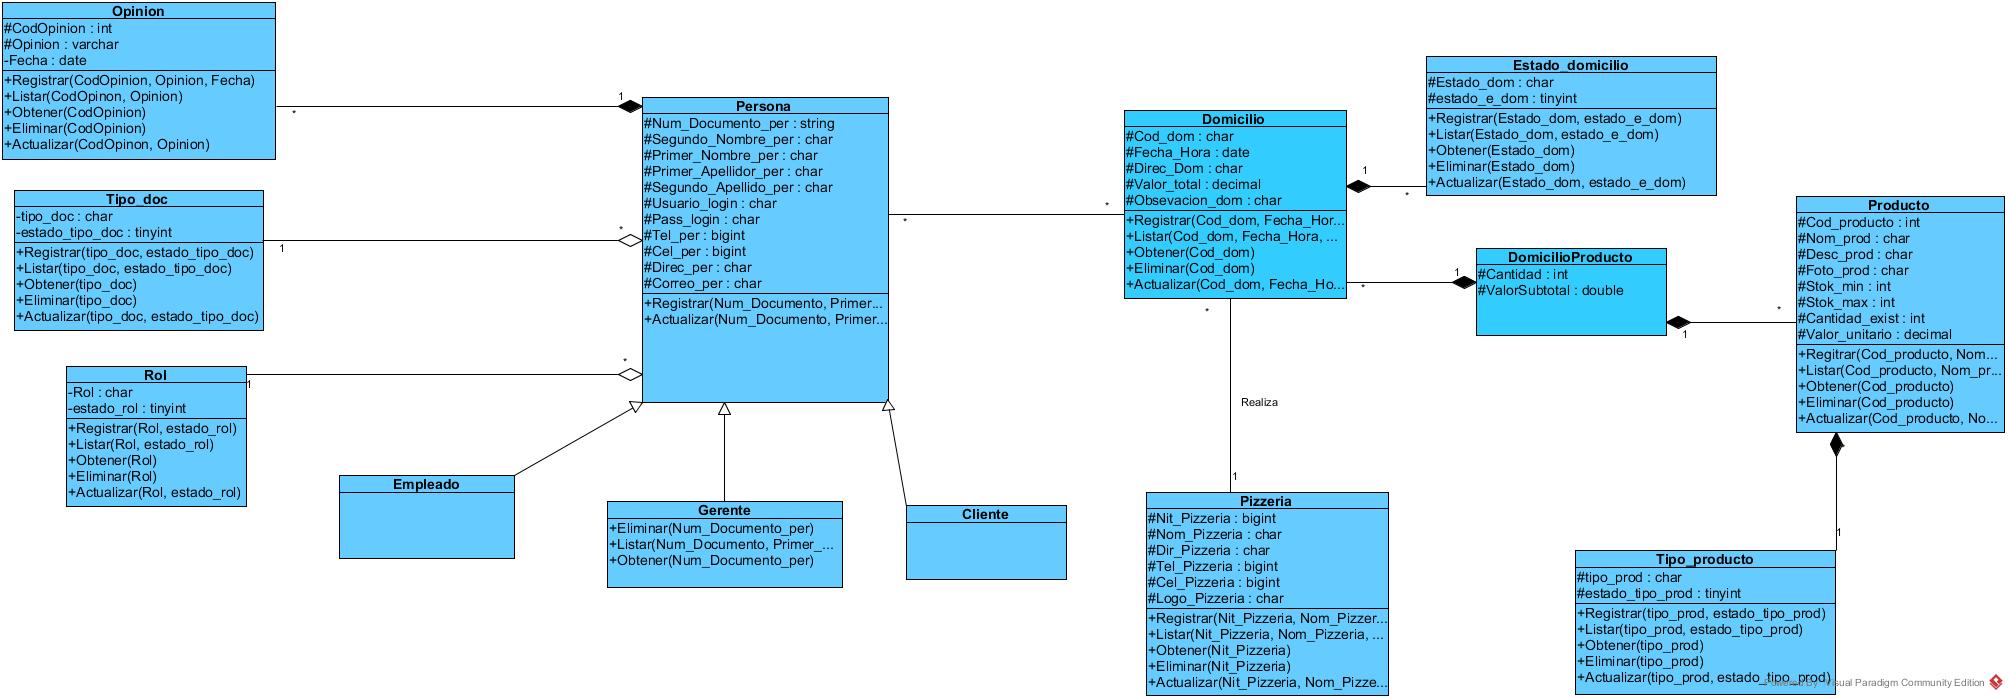 Opinion
#CodOpinion : int
#Opinion : varchar
-Fecha : date
+Registrar(CodOpinion, Opinion, Fecha)
+Listar(CodOpinon, Opinion)
+Obtener(CodOpinion)
+Eliminar(CodOpinion)
+Actualizar(CodOpinon, Opinion)
*
1
Tipo_doc
-tipo_doc : char
-estado_tipo_doc : tinyint
+Registrar(tipo_doc, estado_tipo_doc)
+Listar(tipo_doc, estado_tipo_doc)
+Obtener(tipo_doc)
+Eliminar(tipo_doc)
+Actualizar(tipo_doc, estado_tipo_doc)
1
*
Rol
-Rol : char
-estado_rol : tinyint
+Registrar(Rol, estado_rol)
+Listar(Rol, estado_rol)
+Obtener(Rol)
+Eliminar(Rol)
+Actualizar(Rol, estado_rol)
1
*
Persona
#Num_Documento_per : string
#Segundo_Nombre_per : char
#Primer_Nombre_per : char
#Primer_Apellidor_per : char
#Segundo_Apellido_per : char
#Usuario_login : char
#Pass_login : char
#Tel_per : bigint
#Cel_per : bigint
#Direc_per : char
#Correo_per : char
+Registrar(Num_Documento, Primer...
+Actualizar(Num_Documento, Primer...
Empleado
Gerente
+Eliminar(Num_Documento_per)
+Listar(Num_Documento, Primer_...
+Obtener(Num_Documento_per)
Cliente
*
*
Domicilio
#Cod_dom : char
#Fecha_Hora : date
#Direc_Dom : char
#Valor_total : decimal
#Obsevacion_dom : char
+Registrar(Cod_dom, Fecha_Hor...
+Listar(Cod_dom, Fecha_Hora, ...
+Obtener(Cod_dom)
+Eliminar(Cod_dom)
+Actualizar(Cod_dom, Fecha_Ho...
1
*
Estado_domicilio
#Estado_dom : char
#estado_e_dom : tinyint
+Registrar(Estado_dom, estado_e_dom)
+Listar(Estado_dom, estado_e_dom)
+Obtener(Estado_dom)
+Eliminar(Estado_dom)
+Actualizar(Estado_dom, estado_e_dom)
*
1
DomicilioProducto
#Cantidad : int
#ValorSubtotal : double
1
*
Producto
#Cod_producto : int
#Nom_prod : char
#Desc_prod : char
#Foto_prod : char
#Stok_min : int
#Stok_max : int
#Cantidad_exist : int
#Valor_unitario : decimal
+Regitrar(Cod_producto, Nom...
+Listar(Cod_producto, Nom_pr...
+Obtener(Cod_producto)
+Eliminar(Cod_producto)
+Actualizar(Cod_producto, No...
*
Realiza
1
Pizzeria
#Nit_Pizzeria : bigint
#Nom_Pizzeria : char
#Dir_Pizzeria : char
#Tel_Pizzeria : bigint
#Cel_Pizzeria : bigint
#Logo_Pizzeria : char
+Registrar(Nit_Pizzeria, Nom_Pizzer...
+Listar(Nit_Pizzeria, Nom_Pizzeria, ...
+Obtener(Nit_Pizzeria)
+Eliminar(Nit_Pizzeria)
+Actualizar(Nit_Pizzeria, Nom_Pizze...
*
1
Tipo_producto
#tipo_prod : char
#estado_tipo_prod : tinyint
+Registrar(tipo_prod, estado_tipo_prod)
+Listar(tipo_prod, estado_tipo_prod)
+Obtener(tipo_prod)
+Eliminar(tipo_prod)
+Actualizar(tipo_prod, estado_tipo_prod)
Powered By Visual Paradigm Community Edition